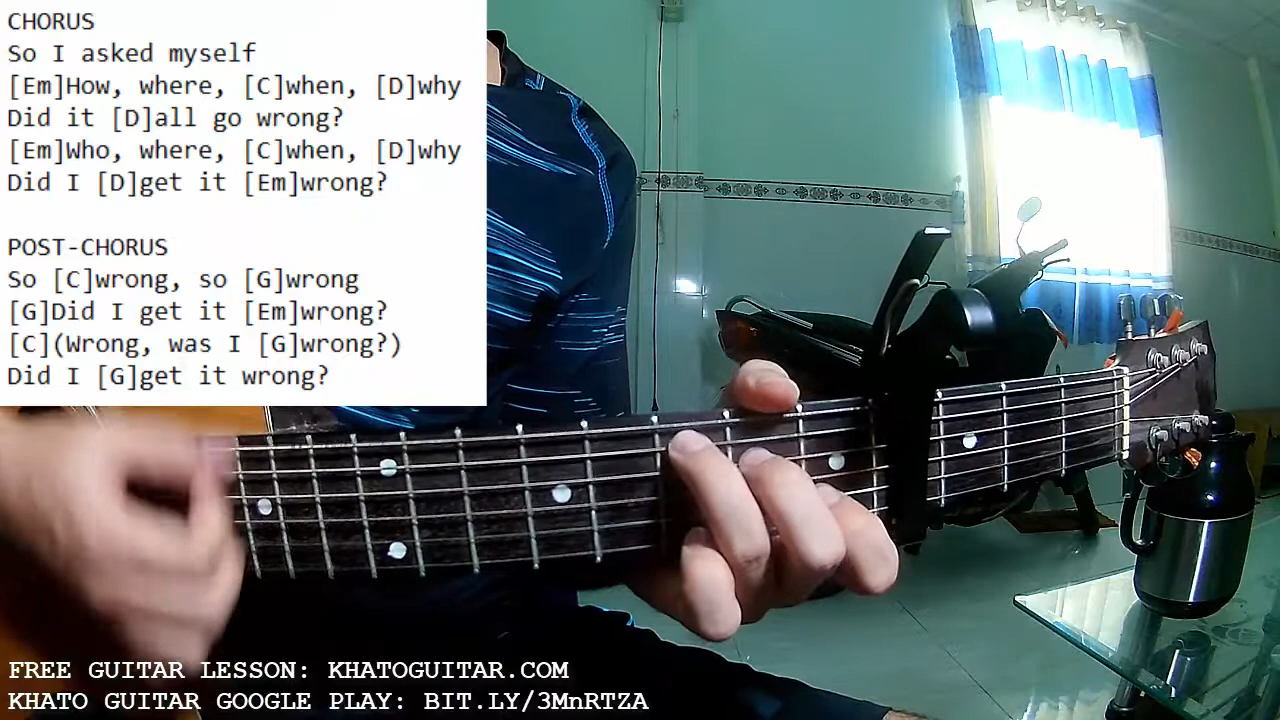 CHORUS
So I asked myself
[Em]How, where, [C]when, [D]why
Did it [D]all go wrong?
[Em]Who, where, [C]when, [D]why
Did I [D]get it [Em]wrong?
POST-CHORUS
So [C]wrong, so [G]wrong
[G]Did I get it [Em]wrong?
[C](Wrong, was I [G]wrong?)
Did I [G]get it wrong?
FREE GUITAR LESSON: KHATOGUITAR.COM
KHATO GUITAR GOOGLE PLAY: BIT.LY/3MnRTZA